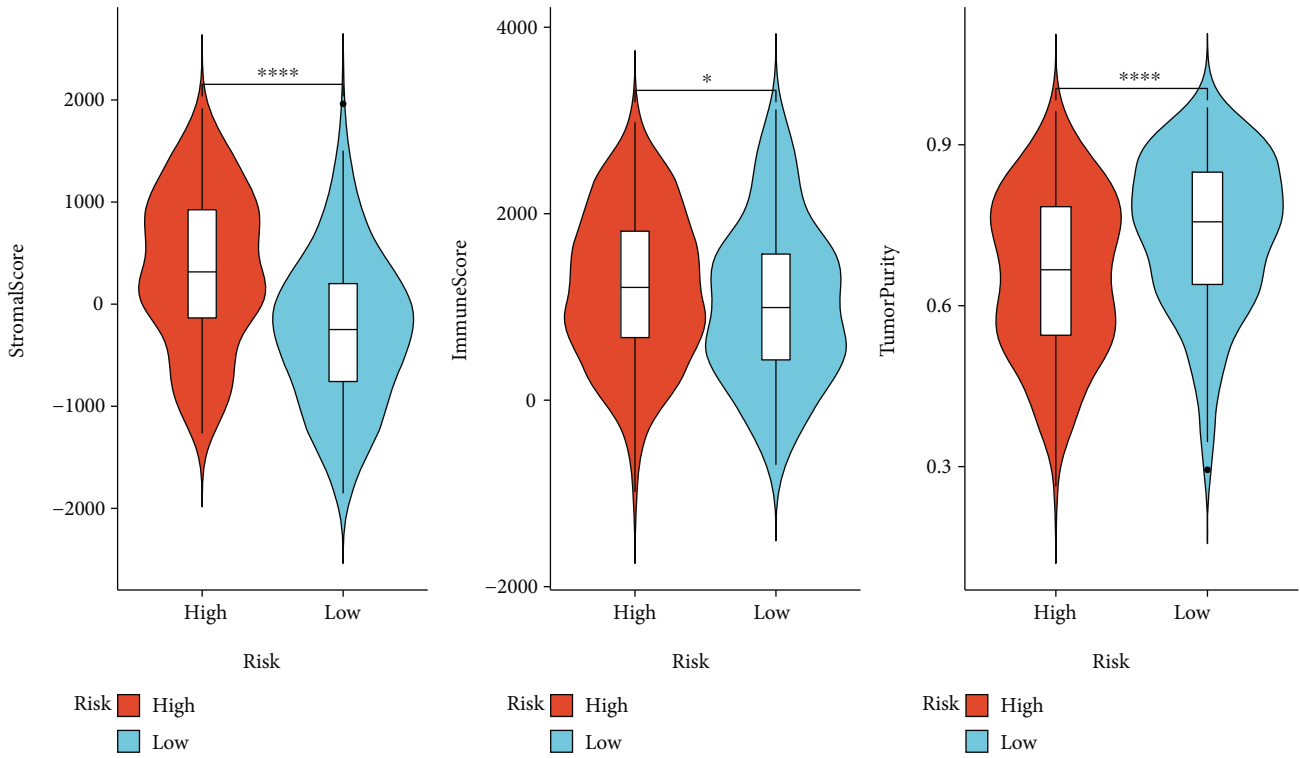 StromalScore
2000
1000
0
−1000
−2000
****
High
Low
Risk
Risk
High
Low
ImmuneScore
4000
2000
0
−2000
*
High
Low
Risk
Risk
High
Low
TumorPurity
0.9
0.6
0.3
****
High
Low
Risk
Risk
High
Low